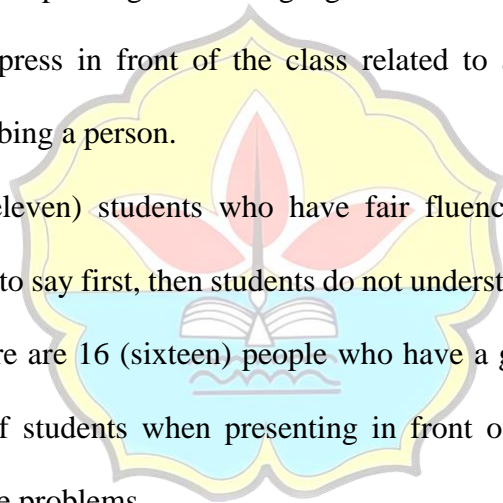 press in front of the class related to
bing a person.
eleven) students who have fair fluenc
to say first, then students do not underst
re are 16 (sixteen) people who have a g
f students when presenting in front o
e problems.